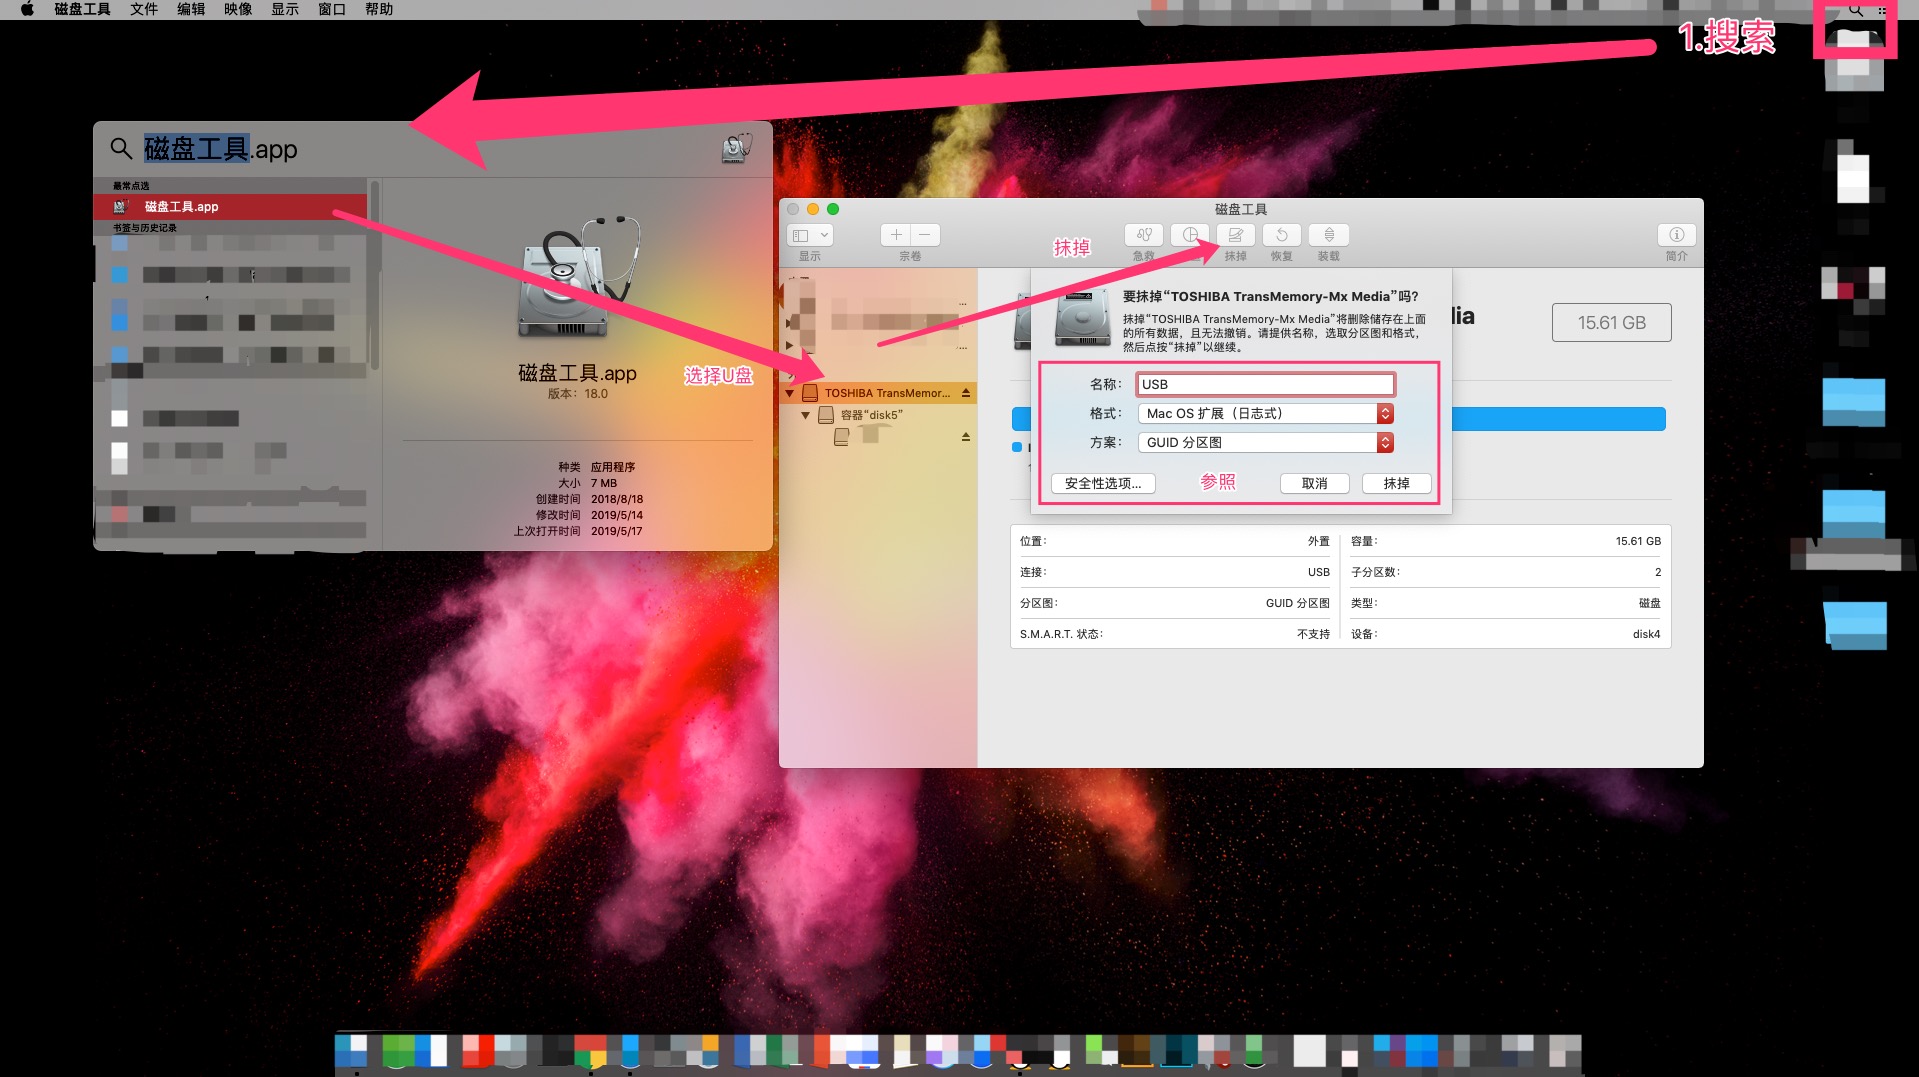 磁盘工具 文件 编辑 映像 显示 窗口 帮助
1.搜索
磁盘工具.app
最常点选
磁盘工具.app
书签与历史记录
磁盘工具.app
版本：18.0
种类 应用程序
大小 7 MB
创建时间 2018/8/18
修改时间 2019/5/14
上次打开时间 2019/5/17
选择U盘
磁盘工具
显示 宗卷 急救 抹掉 恢复 装载 简介
抹掉
TOSHIBA TransMemor...
容器“disk5”
要抹掉“TOSHIBA TransMemory-Mx Media”吗？
抹掉“TOSHIBA TransMemory-Mx Media”将删除储存在上面
的所有数据，且无法撤销。请提供名称，选取分区图和格式，
然后点按“抹掉”以继续。
15.61 GB
名称： USB
格式： Mac OS 扩展（日志式）
方案： GUID 分区图
安全性选项... 参照 取消 抹掉
位置： 外置 容量： 15.61 GB
连接： USB 子分区数： 2
分区图： GUID 分区图 类型： 磁盘
S.M.A.R.T. 状态： 不支持 设备： disk4